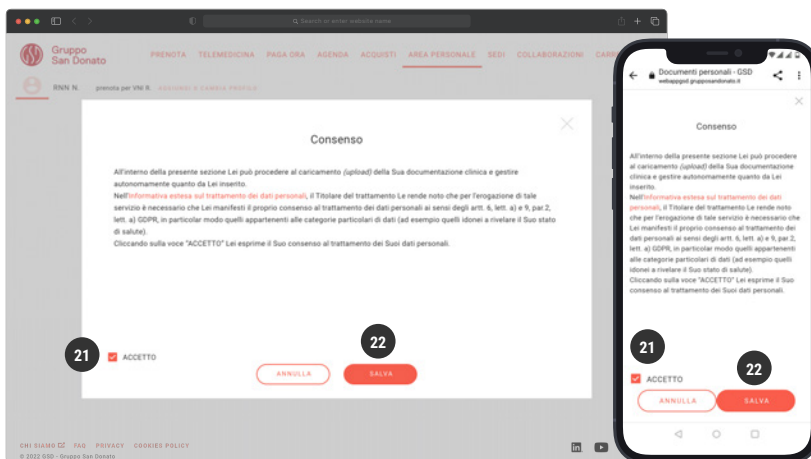 Search or enter website name
Gruppo
San Donato
PRENOTA TELEMEDICINA PAGA ORA AGENDA ACQUISTI AREA PERSONALE SEDI COLLABORAZIONI CARR
RNN N. prenota per VNI R. AGGIUNGI O CAMBIA PROFILO
Consenso
All'interno della presente sezione Lei può procedere al caricamento (upload) della Sua documentazione clinica e gestire
autonomamente quanto da Lei inserito.
Nell'informativa estesa sul trattamento dei dati personali, il Titolare del trattamento Le rende noto che per l'erogazione di tale
servizio è necessario che Lei manifesti il proprio consenso al trattamento dei dati personali ai sensi degli artt. 6, lett. a) e 9, par 2,
lett. a) GDPR, in particolar modo quelli appartenenti alle categorie particolari di dati (ad esempio quelli idonei a rivelare il Suo stato
di salute).
Cliccando sulla voce "ACCETTO" Lei esprime il Suo consenso al trattamento dei Suoi dati personali.
21
ACCETTO
22
ANNULLA
SALVA
CHI SIAMO FAQ PRIVACY COOKIES POLICY
© 2022 GSD - Gruppo San Donato
Documenti personali - GSD
webappgsd.grupposandonato.it
Consenso
All'interno della presente sezione Lei può procedere
al caricamento (upload) della Sua documentazione
clinica e gestire autonomamente quanto da Lei
inserito.
Nell'informativa estesa sul trattamento dei dati
personali, il Titolare del trattamento Le rende noto
che per l'erogazione di tale servizio è necessario che
Lei manifesti il proprio consenso al trattamento dei
dati personali ai sensi degli artt. 6, lett. a) e 9, par 2,
lett. a) GDPR, in particolar modo quelli appartenenti
alle categorie particolari di dati (ad esempio quelli
idonei a rivelare il Suo stato di salute).
Cliccando sulla voce "ACCETTO" Lei esprime il Suo
consenso al trattamento dei Suoi dati personali.
21
ACCETTO
22
ANNULLA
SALVA